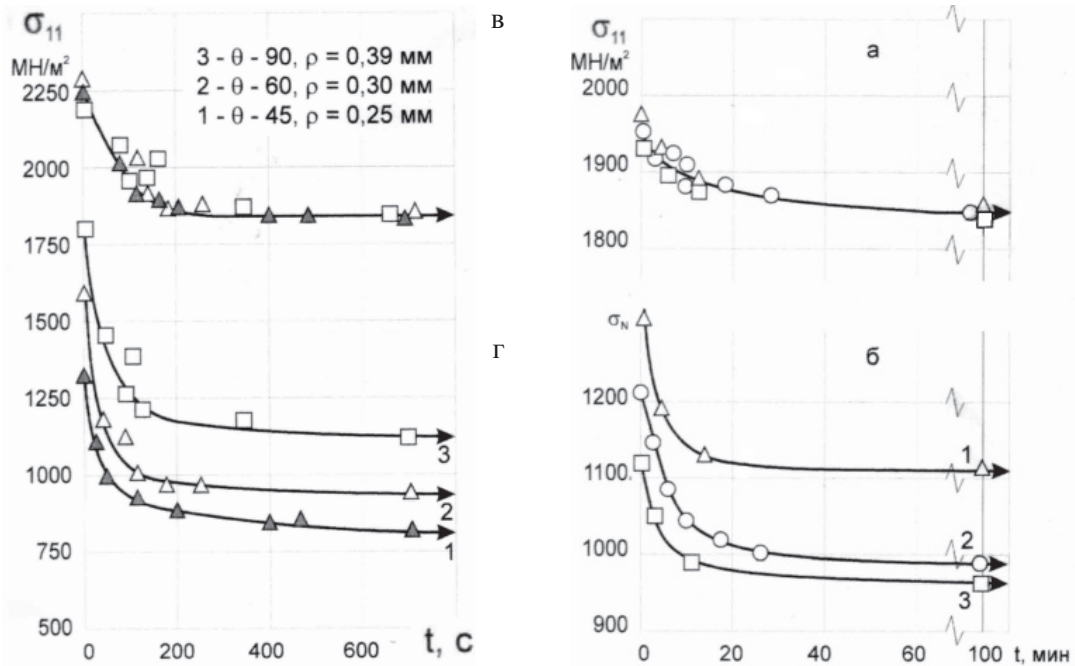 σ₁₁
МН/м²
3 - θ - 90, ρ = 0,39 мм
2 - θ - 60, ρ = 0,30 мм
1 - θ - 45, ρ = 0,25 мм
2250
2000
1750
1500
1250
1000
750
500
3
2
1
0 200 400 600
t, с
в
г
σ₁₁
МН/м²
а
2000
1900
1800
σ_N
б
1200
1100
1000
900
1
2
3
0 20 40 60 100 t, мин